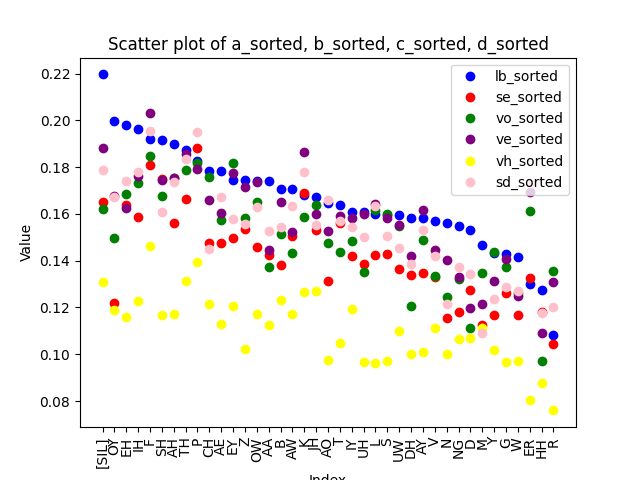 Scatter plot of a_sorted, b_sorted, c_sorted, d_sorted
lb_sorted
se_sorted
vo_sorted
ve_sorted
vh_sorted
sd_sorted
Value
0.22
0.20
0.18
0.16
0.14
0.12
0.10
0.08
[SIL]
OY
EH
IH
F
SH
AH
TH
P
CH
AE
EY
Z
OW
AA
B
AW
K
JH
AO
T
IY
UH
L
S
UW
DH
AY
V
N
NG
D
M
Y
G
W
ER
HH
R
Index